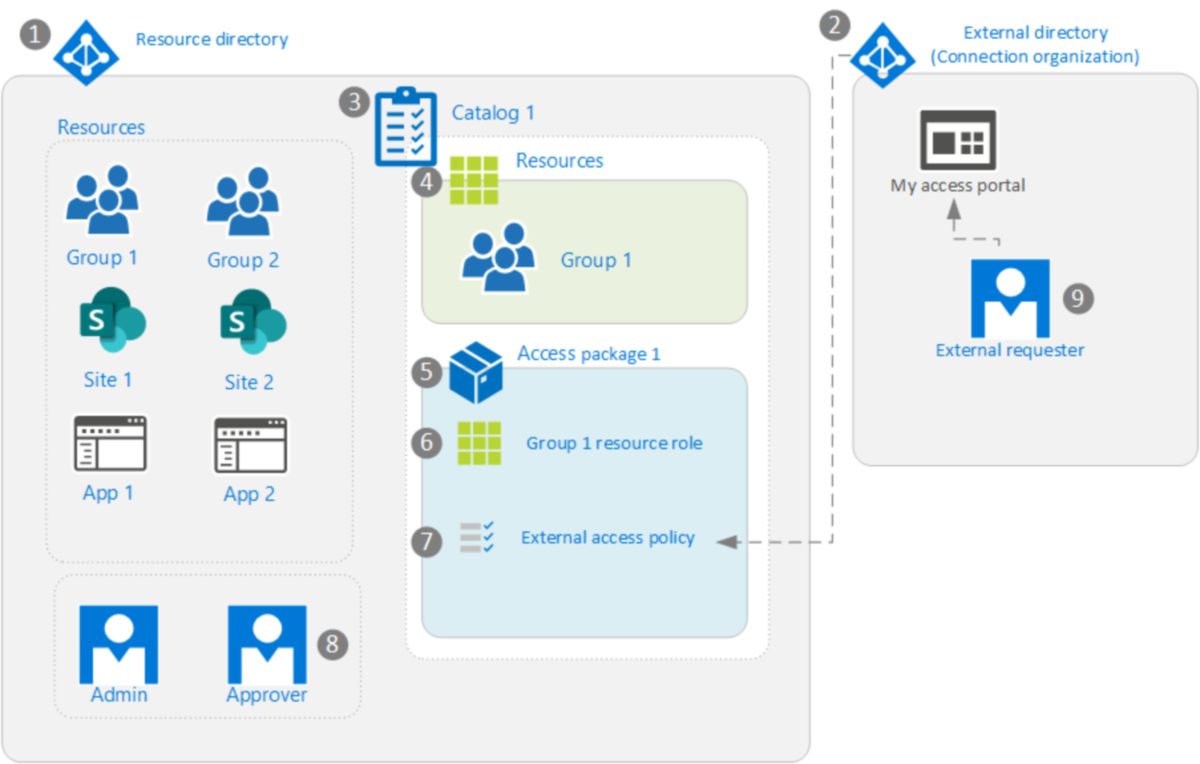 1
Resource directory
2
External directory
(Connection organization)
Resources
Group 1
Group 2
S
S
Site 1
Site 2
App 1
App 2
Admin
Approver
8
3
Catalog 1
4
Resources
Group 1
5
Access package 1
6
Group 1 resource role
7
External access policy
My access portal
9
External requester